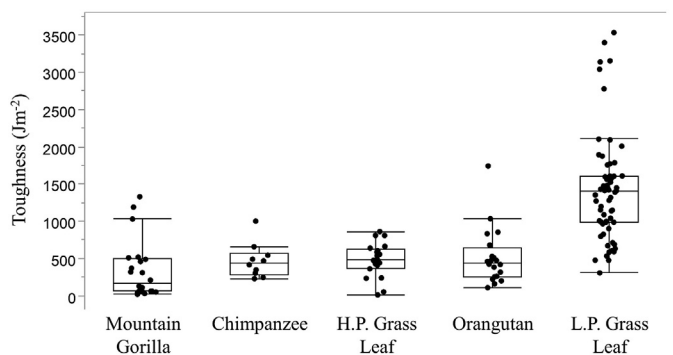 Toughness (Jm-2)
3500
3000
2500
2000
1500
1000
500
0
Mountain
Gorilla
Chimpanzee
H.P. Grass
Leaf
Orangutan
L.P. Grass
Leaf